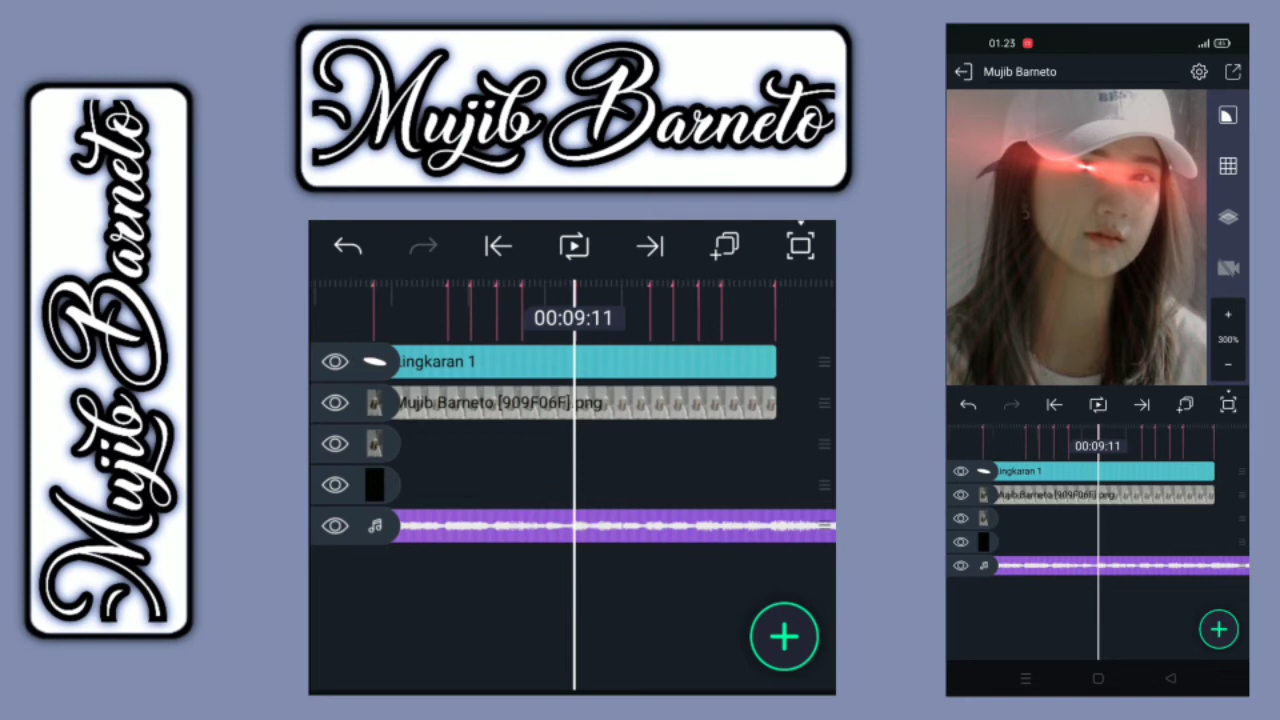 Mujib Barneto
Mujib Barneto
00:09:11
Lingkaran 1
Mujib Barneto [909F06F].png
01.23
Mujib Barneto
300%
00:09:11
ingkaran 1
Mujib Barneto [909F06F].png